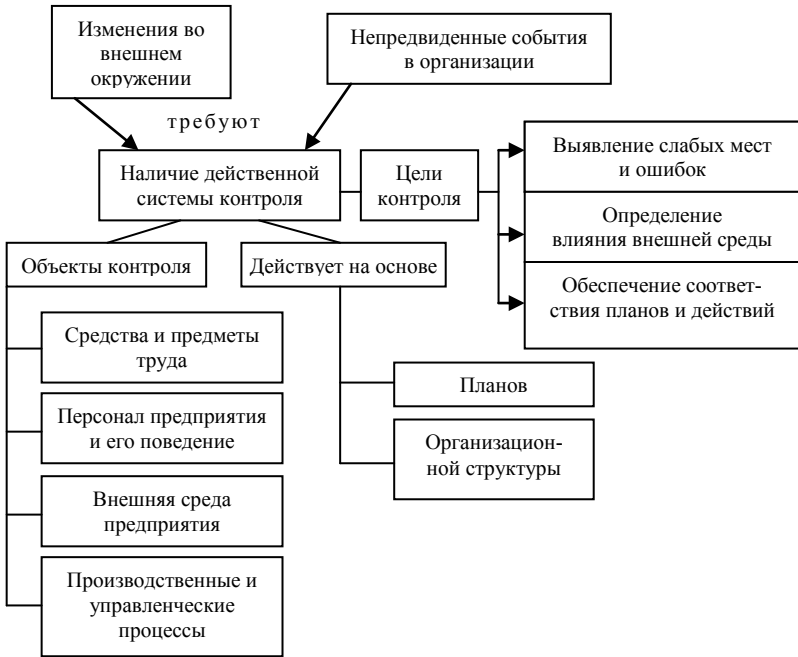 Изменения во
внешнем
окружении
Непредвиденные события
в организации
требуют
Наличие действенной
системы контроля
Цели
контроля
Выявление слабых мест
и ошибок
Определение
влияния внешней среды
Обеспечение соответ-
ствия планов и действий
Объекты контроля
Действует на основе
Средства и предметы
труда
Персонал предприятия
и его поведение
Внешняя среда
предприятия
Производственные и
управленческие
процессы
Планов
Организацион-
ной структуры